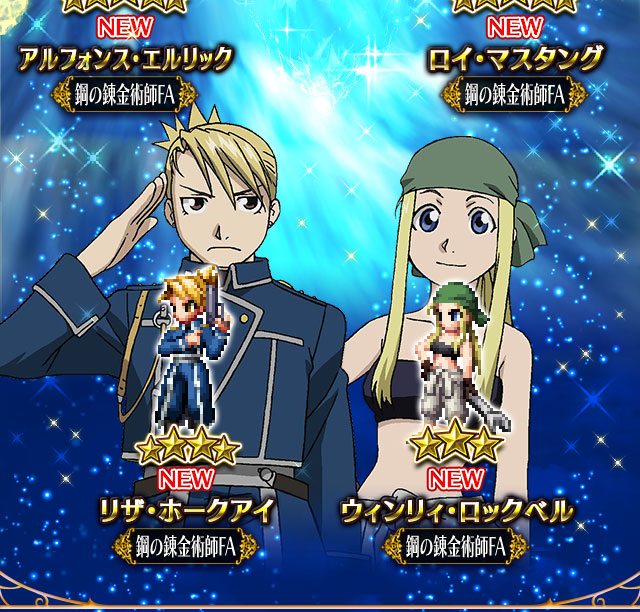 NEW
NEW
アルフォンス・エルリック
ロイ・マスタング
鋼の錬金術師FA
鋼の錬金術師FA
NEW
NEW
リザ・ホークアイ
ウィンリィ・ロックベル
鋼の錬金術師FA
鋼の錬金術師FA